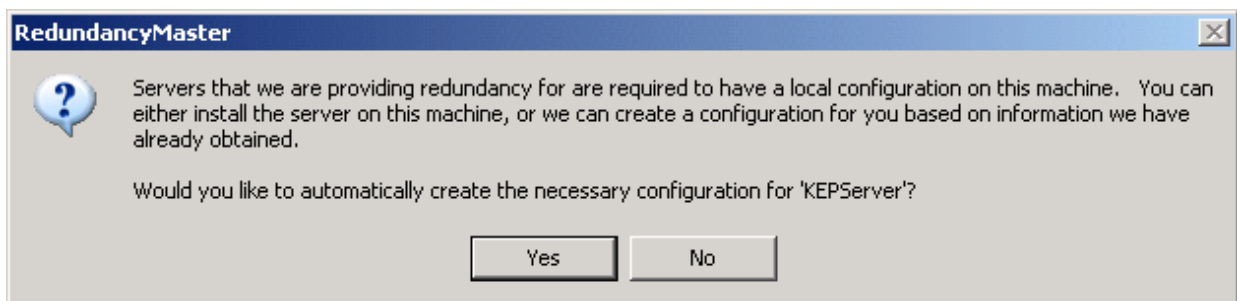 RedundancyMaster
Servers that we are providing redundancy for are required to have a local configuration on this machine.   You can
either install the server on this machine, or we can create a configuration for you based on information we have
already obtained.
Would you like to automatically create the necessary configuration for 'KEPServer'?
Yes
No